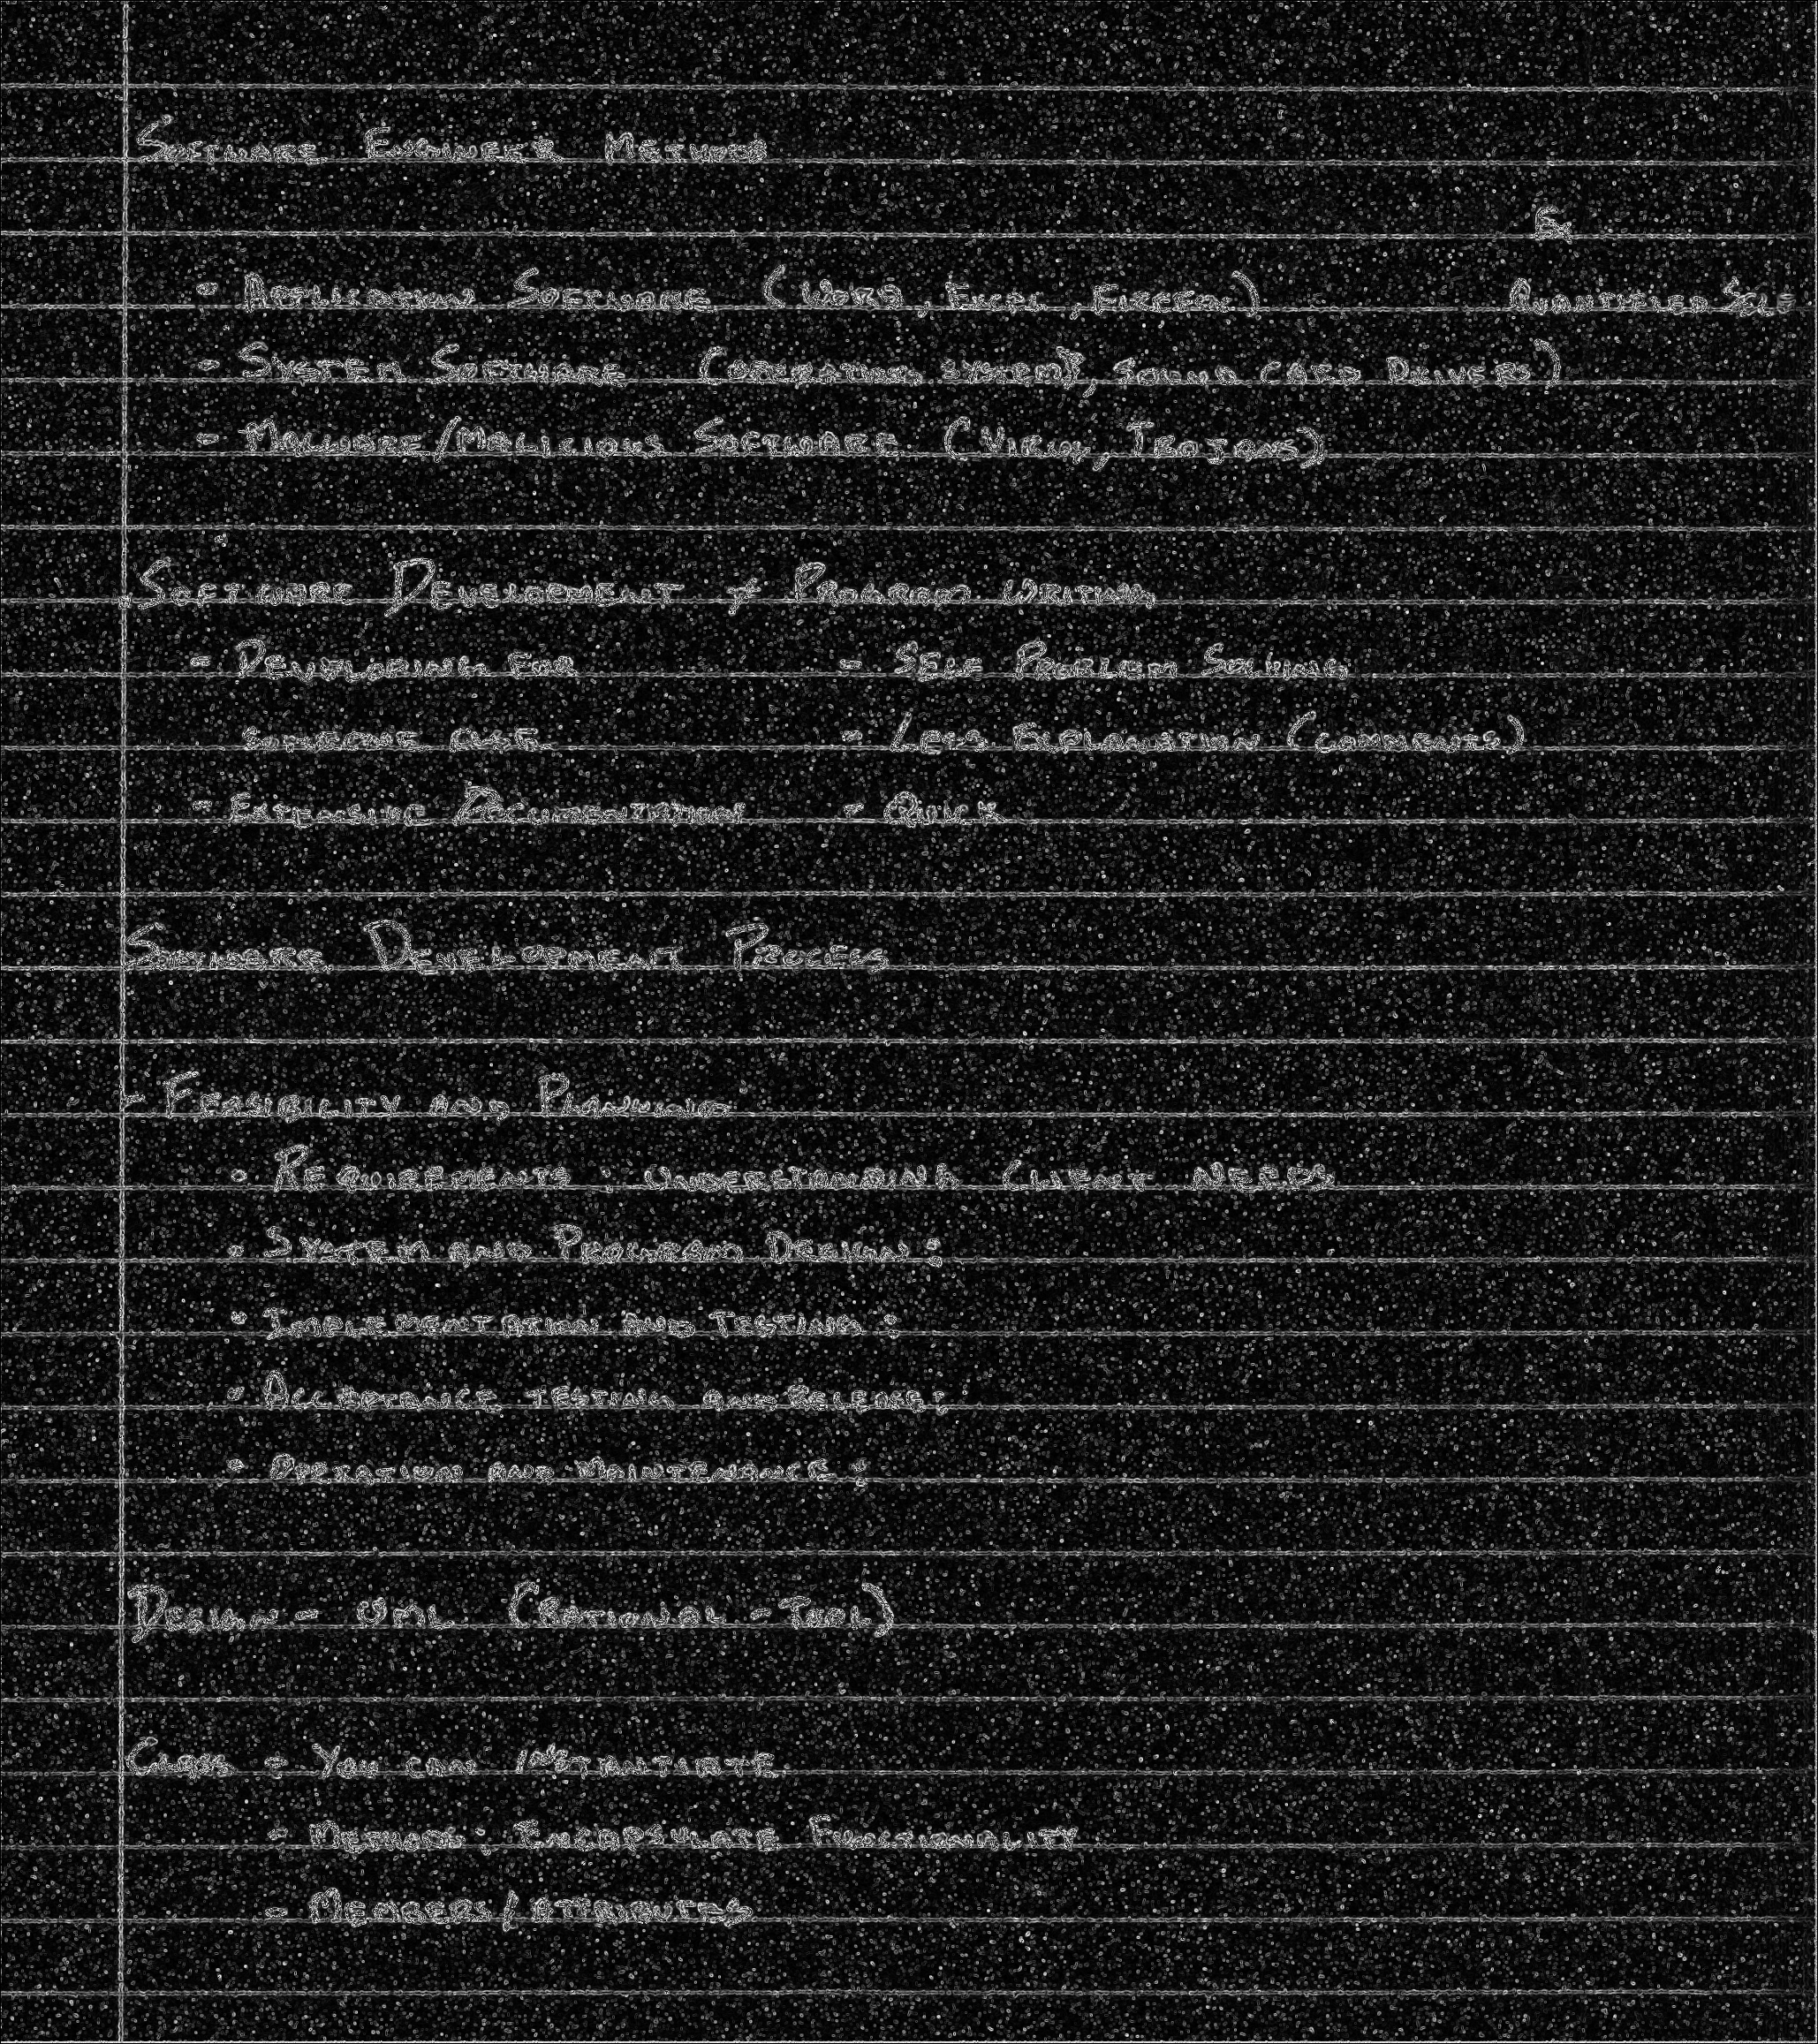 Software Engineer Methods
Ex
- Application Software (Word, Excel, Firefox) Quantified Self
- System Software (operating systems, Sound card Drivers)
- Malware/Malicious Software (Virus, Trojans)
Software Development ≠ Program Writing
- Developing For - Self Problem Solving
someone else - Less Explanation (comments)
- Extensive Documentation - Quick
Software Development Process
- Feasibility and Planning
• Requirements : Understanding Client Needs
• System and Program Design :
• Implementation and Testing :
• Acceptance testing and Release :
• Operation and Maintenance :
Design - UML (Rational - Tool)
Class - You can instantiate
- Methods - Encapsulate Functionality
- Members/Attributes